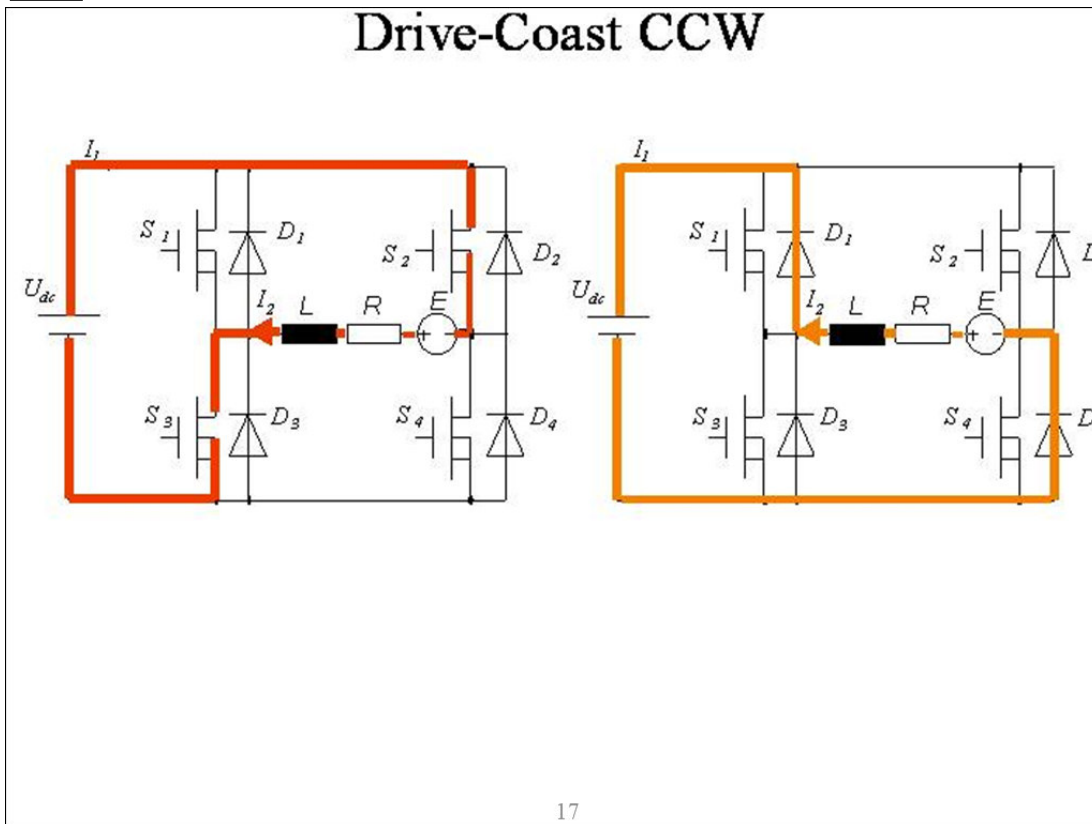 Drive-Coast CCW
I1
S1
D1
S2
D2
Udc
I2
L
R
E
+
S3
D3
S4
D4
I1
S1
D1
S2
D
Udc
I2
L
R
E
+ -
S3
D3
S4
D
17